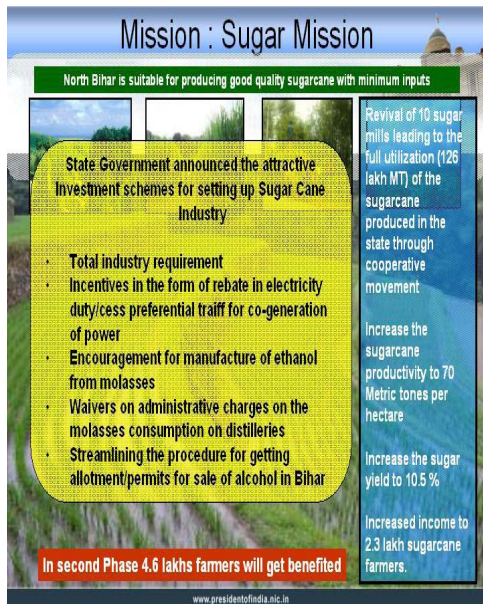 Mission : Sugar Mission
North Bihar is suitable for producing good quality sugarcane with minimum inputs
State Government announced the attractive
Investment schemes for setting up Sugar Cane
Industry
· Total industry requirement
· Incentives in the form of rebate in electricity
duty/cess preferential traiff for co-generation
of power
· Encouragement for manufacture of ethanol
from molasses
· Waivers on administrative charges on the
molasses consumption on distilleries
· Streamlining the procedure for getting
allotment/permits for sale of alcohol in Bihar
Revival of 10 sugar
mills leading to the
full utilization (126
lakh MT) of the
sugarcane
produced in the
state through
cooperative
movement
Increase the
sugarcane
productivity to 70
Metric tones per
hectare
Increase the sugar
yield to 10.5 %
Increased income to
2.3 lakh sugarcane
farmers.
In second Phase 4.6 lakhs farmers will get benefited
www.presidentofindia.nic.in